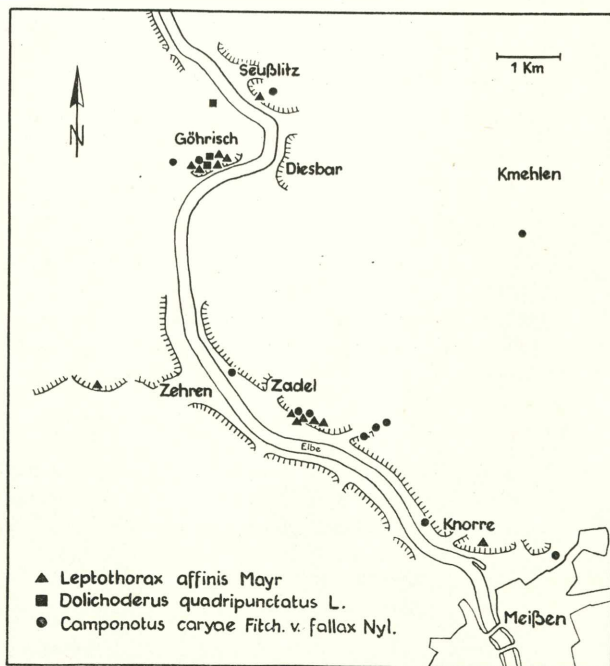 Seußlitz
1 Km
N
Göhrisch
Diesbar
Kmehlen
Zehren
Zadel
Elbe
Knorre
Leptothorax affinis Mayr
Dolichoderus quadripunctatus L.
Camponotus caryae Fitch. v. fallax Nyl.
Meißen